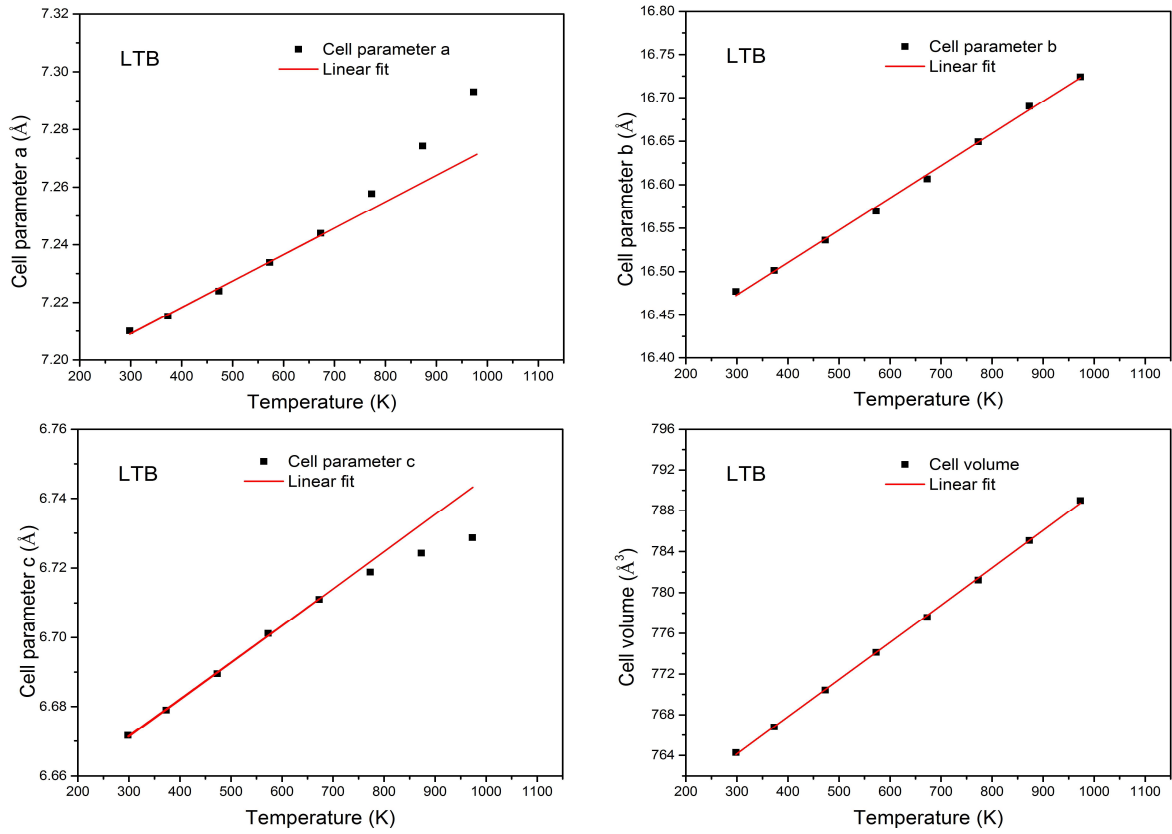 LTB
Cell parameter a
Linear fit
Cell parameter a (Å)
7.32
7.30
7.28
7.26
7.24
7.22
7.20
200 300 400 500 600 700 800 900 1000 1100
Temperature (K)
LTB
Cell parameter b
Linear fit
Cell parameter b (Å)
16.80
16.75
16.70
16.65
16.60
16.55
16.50
16.45
16.40
200 300 400 500 600 700 800 900 1000 1100
Temperature (K)
LTB
Cell parameter c
Linear fit
Cell parameter c (Å)
6.76
6.74
6.72
6.70
6.68
6.66
200 300 400 500 600 700 800 900 1000 1100
Temperature (K)
LTB
Cell volume
Linear fit
Cell volume (Å³)
796
792
788
784
780
776
772
768
764
200 300 400 500 600 700 800 900 1000 1100
Temperature (K)